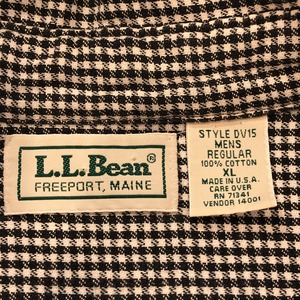 L.L.Bean®
FREEPORT, MAINE
STYLE DV15
MENS
REGULAR
100% COTTON
XL
MADE IN U.S.A.
CARE OVER
RN 71341
VENDOR 14001